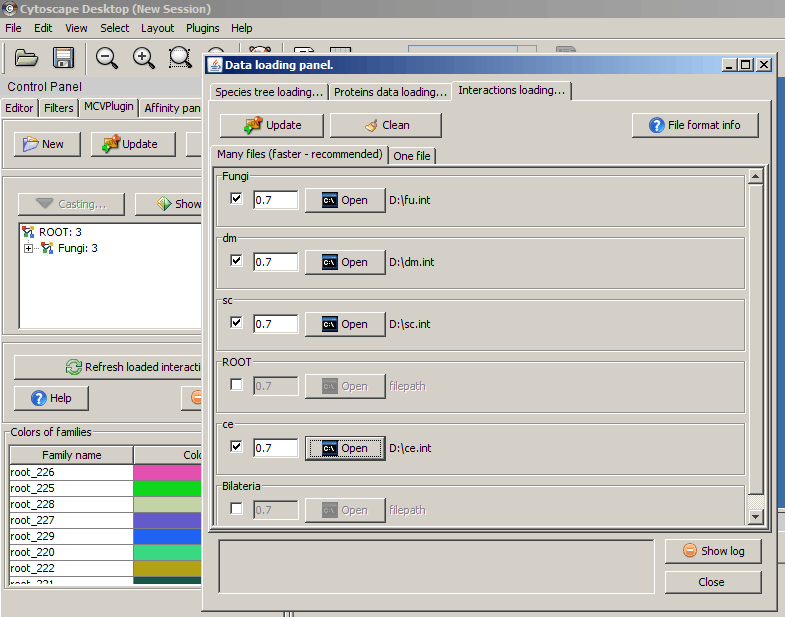 Cytoscape Desktop (New Session)
File Edit View Select Layout Plugins Help
Data loading panel.
Control Panel
Editor Filters MCVPlugin Affinity pan
New Update
Casting... Show
ROOT: 3
Fungi: 3
Refresh loaded interacti
Help
Colors of families
Family name Colo
root_226
root_225
root_228
root_227
root_229
root_220
root_222
root_221
Species tree loading... Proteins data loading... Interactions loading...
Update Clean File format info
Many files (faster - recommended) One file
Fungi
0.7 C:\ Open D:\fu.int
dm
0.7 C:\ Open D:\dm.int
sc
0.7 C:\ Open D:\sc.int
ROOT
0.7 C:\ Open filepath
ce
0.7 C:\ Open D:\ce.int
Bilateria
0.7 C:\ Open filepath
Show log
Close